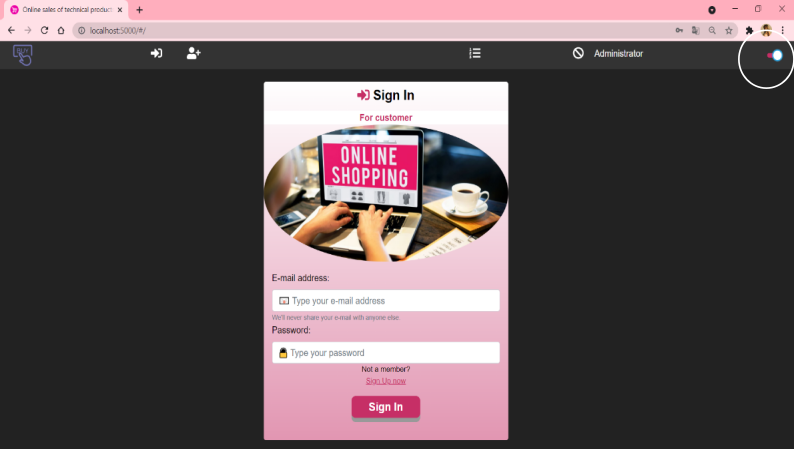 Online sales of technical product
localhost:5000/#/
BUY
Administrator
Sign In
For customer
ONLINE
SHOPPING
E-mail address:
Type your e-mail address
We'll never share your e-mail with anyone else.
Password:
Type your password
Not a member?
Sign Up now
Sign In